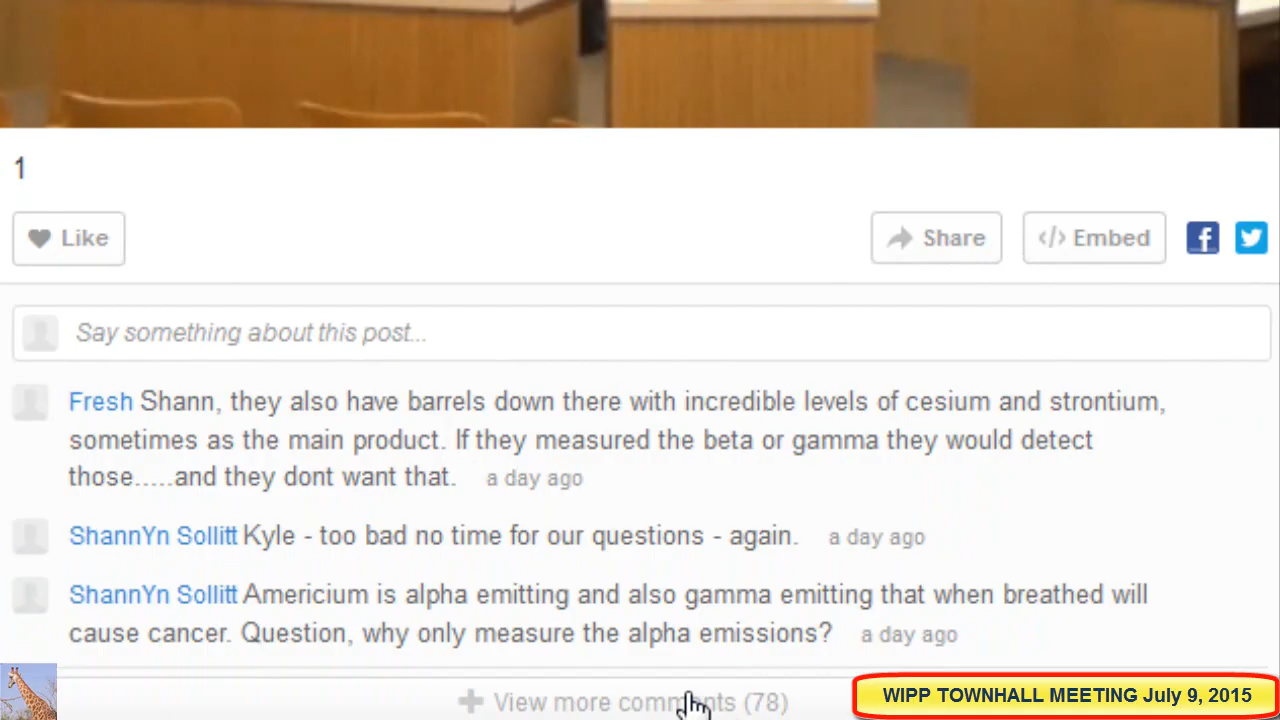 1
Like
Share
Embed
Say something about this post...
Fresh Shann, they also have barrels down there with incredible levels of cesium and strontium,
sometimes as the main product. If they measured the beta or gamma they would detect
those.....and they dont want that. a day ago
ShannYn Sollitt Kyle - too bad no time for our questions - again. a day ago
ShannYn Sollitt Americium is alpha emitting and also gamma emitting that when breathed will
cause cancer. Question, why only measure the alpha emissions? a day ago
View more comments (78)
WIPP TOWNHALL MEETING July 9, 2015